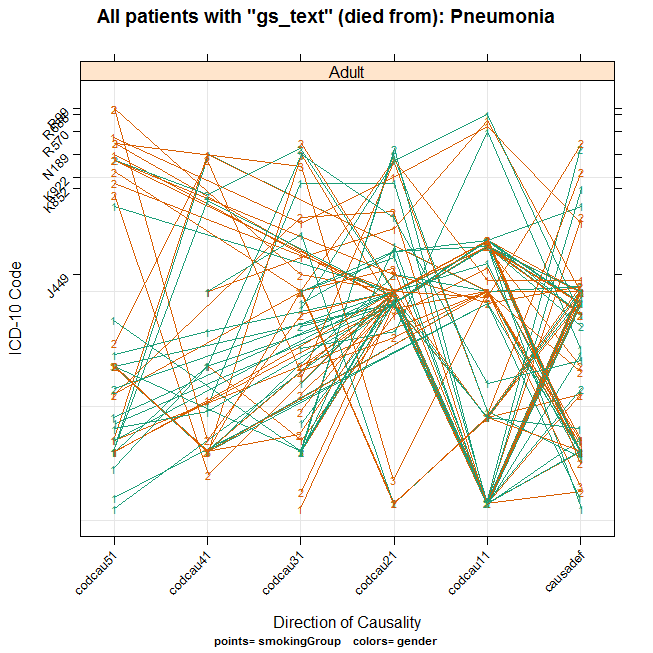 All patients with "gs_text" (died from): Pneumonia
Adult
R99
R570
N189
K922
K852
J449
ICD-10 Code
codcau51 codcau41 codcau31 codcau21 codcau11 causadef
Direction of Causality
points= smokingGroup colors= gender